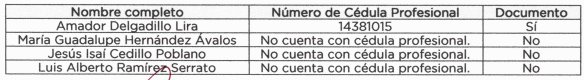 Nombre completo Número de Cédula Profesional Documento
Amador Delgadillo Lira 14381015 Sí
María Guadalupe Hernández Ávalos No cuenta con cédula profesional. No
Jesús Isaí Cedillo Poblano No cuenta con cédula profesional. No
Luis Alberto Ramírez Serrato No cuenta con cédula profesional. No